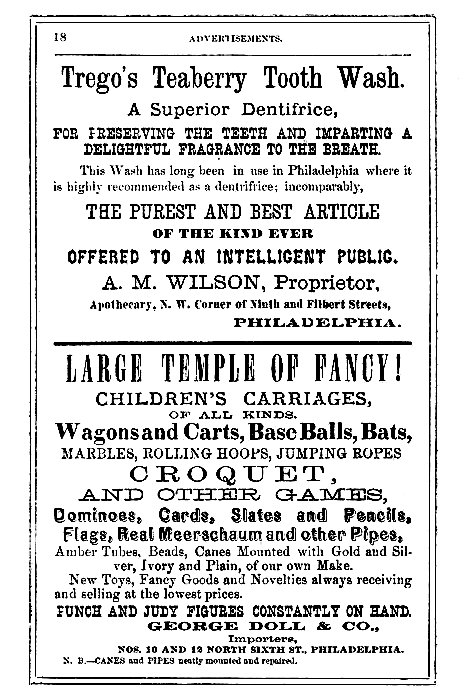 18
ADVERTISEMENTS.
Trego's Teaberry Tooth Wash.
A Superior Dentifrice,
FOR PRESERVING THE TEETH AND IMPARTING A
DELIGHTFUL FRAGRANCE TO THE BREATH.
This Wash has long been in use in Philadelphia where it
is highly recommended as a dentrifrice; incomparably,
THE PUREST AND BEST ARTICLE
OF THE KIND EVER
OFFERED TO AN INTELLIGENT PUBLIC.
A. M. WILSON, Proprietor,
Apothecary, N. W. Corner of Ninth and Filbert Streets,
PHILADELPHIA.
LARGE TEMPLE OF FANCY!
CHILDREN'S CARRIAGES,
OF ALL KINDS.
Wagons and Carts, Base Balls, Bats,
MARBLES, ROLLING HOOPS, JUMPING ROPES
CROQUET,
AND OTHER GAMES,
Dominoes, Cards, Slates and Pencils,
Flags, Real Meerschaum and other Pipes,
Amber Tubes, Beads, Canes Mounted with Gold and Sil-
ver, Ivory and Plain, of our own Make.
New Toys, Fancy Goods and Novelties always receiving
and selling at the lowest prices.
PUNCH AND JUDY FIGURES CONSTANTLY ON HAND.
GEORGE DOLL & CO.,
Importers,
NOS. 10 AND 12 NORTH SIXTH ST., PHILADELPHIA.
N. B.—CANES and PIPES neatly mounted and repaired.